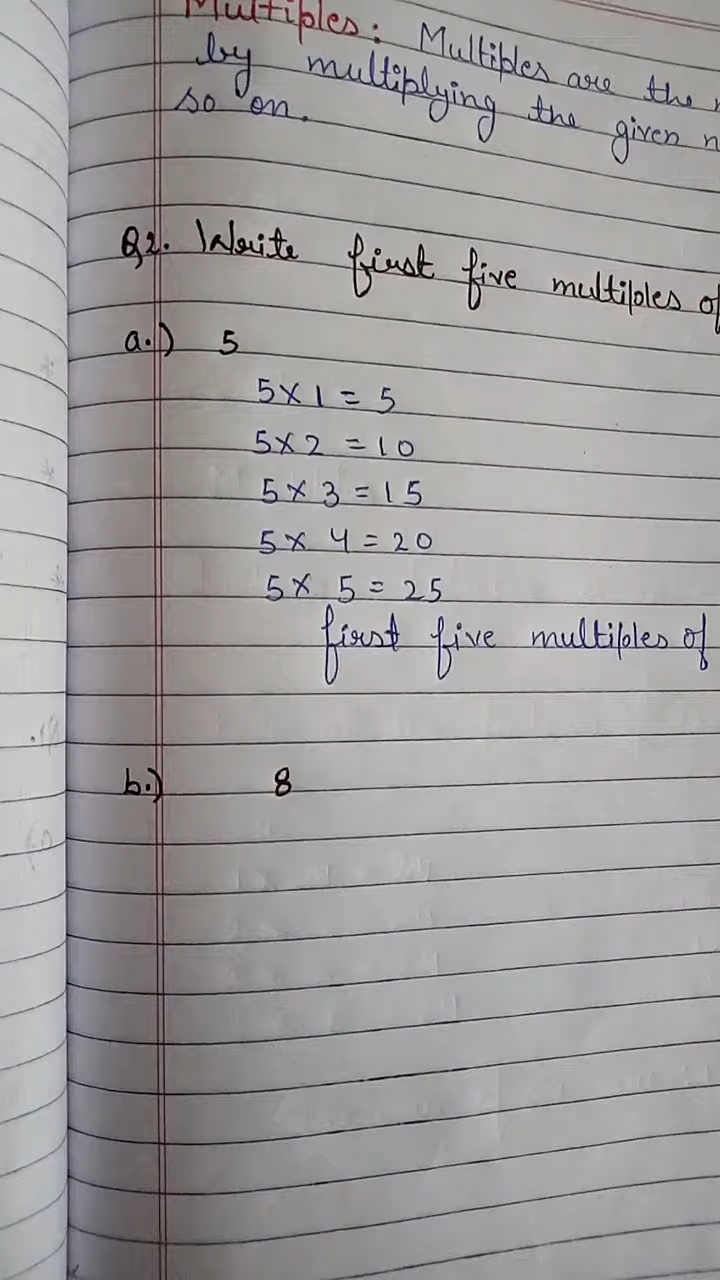 Multiples: Multiples are the
by multiplying the given
so on.
Q2. Write first five multiples of
a.) 5
5×1 = 5
5×2 = 10
5×3 = 15
5×4 = 20
5×5 = 25
first five multiples of
b.) 8